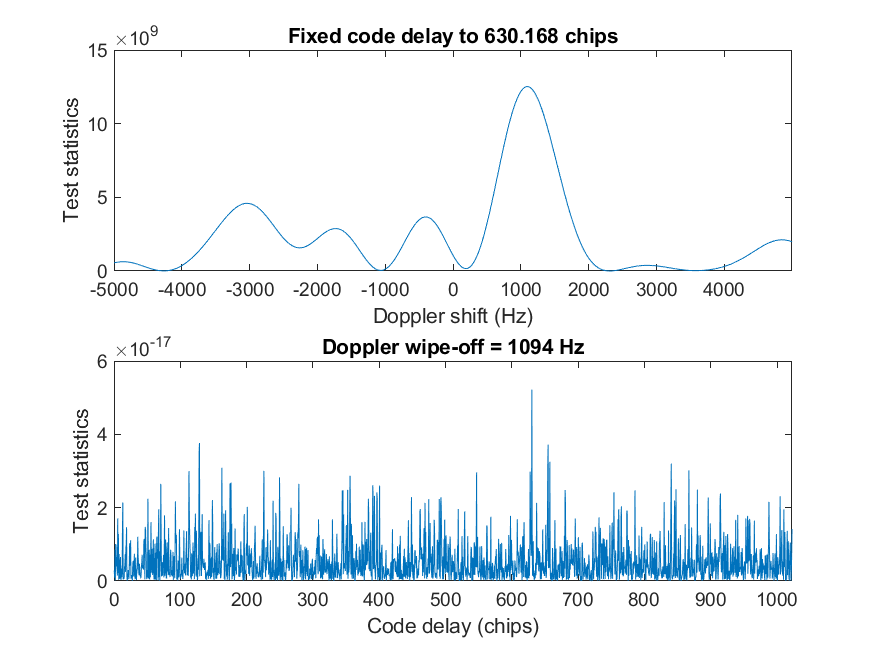 Fixed code delay to 630.168 chips
×10^9
15
10
5
0
Test statistics
-5000 -4000 -3000 -2000 -1000 0 1000 2000 3000 4000
Doppler shift (Hz)
Doppler wipe-off = 1094 Hz
×10^-17
6
4
2
0
Test statistics
0 100 200 300 400 500 600 700 800 900 1000
Code delay (chips)